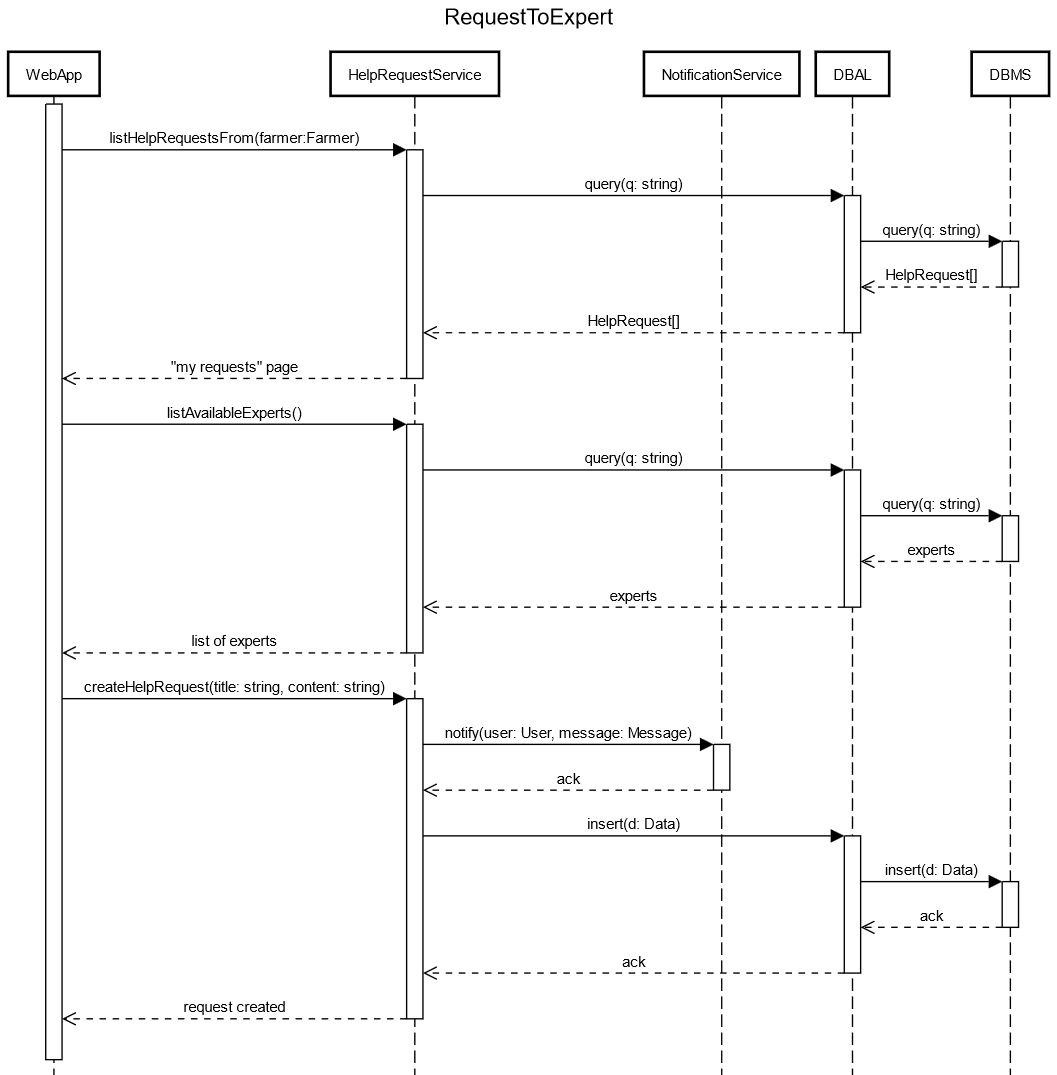 RequestToExpert
WebApp
HelpRequestService
NotificationService
DBAL
DBMS
listHelpRequestsFrom(farmer:Farmer)
query(q: string)
query(q: string)
HelpRequest[]
HelpRequest[]
"my requests" page
listAvailableExperts()
query(q: string)
query(q: string)
experts
experts
list of experts
createHelpRequest(title: string, content: string)
notify(user: User, message: Message)
ack
insert(d: Data)
insert(d: Data)
ack
ack
request created